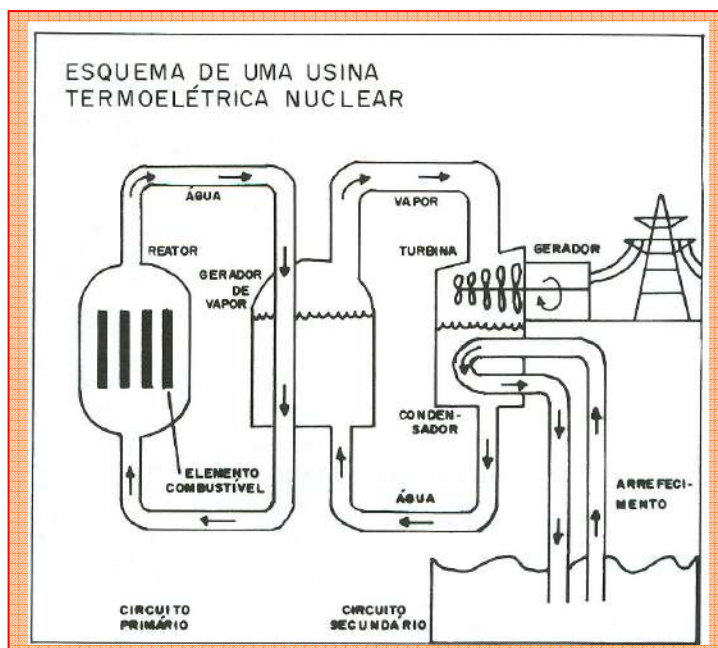 ESQUEMA DE UMA USINA
TERMOELÉTRICA NUCLEAR
ÁGUA
VAPOR
REATOR
TURBINA
GERADOR
GERADOR
DE
VAPOR
CONDEN-
SADOR
ELEMENTO
COMBUSTÍVEL
ÁGUA
ARREFECI-
MENTO
CIRCUITO
PRIMÁRIO
CIRCUITO
SECUNDÁRIO